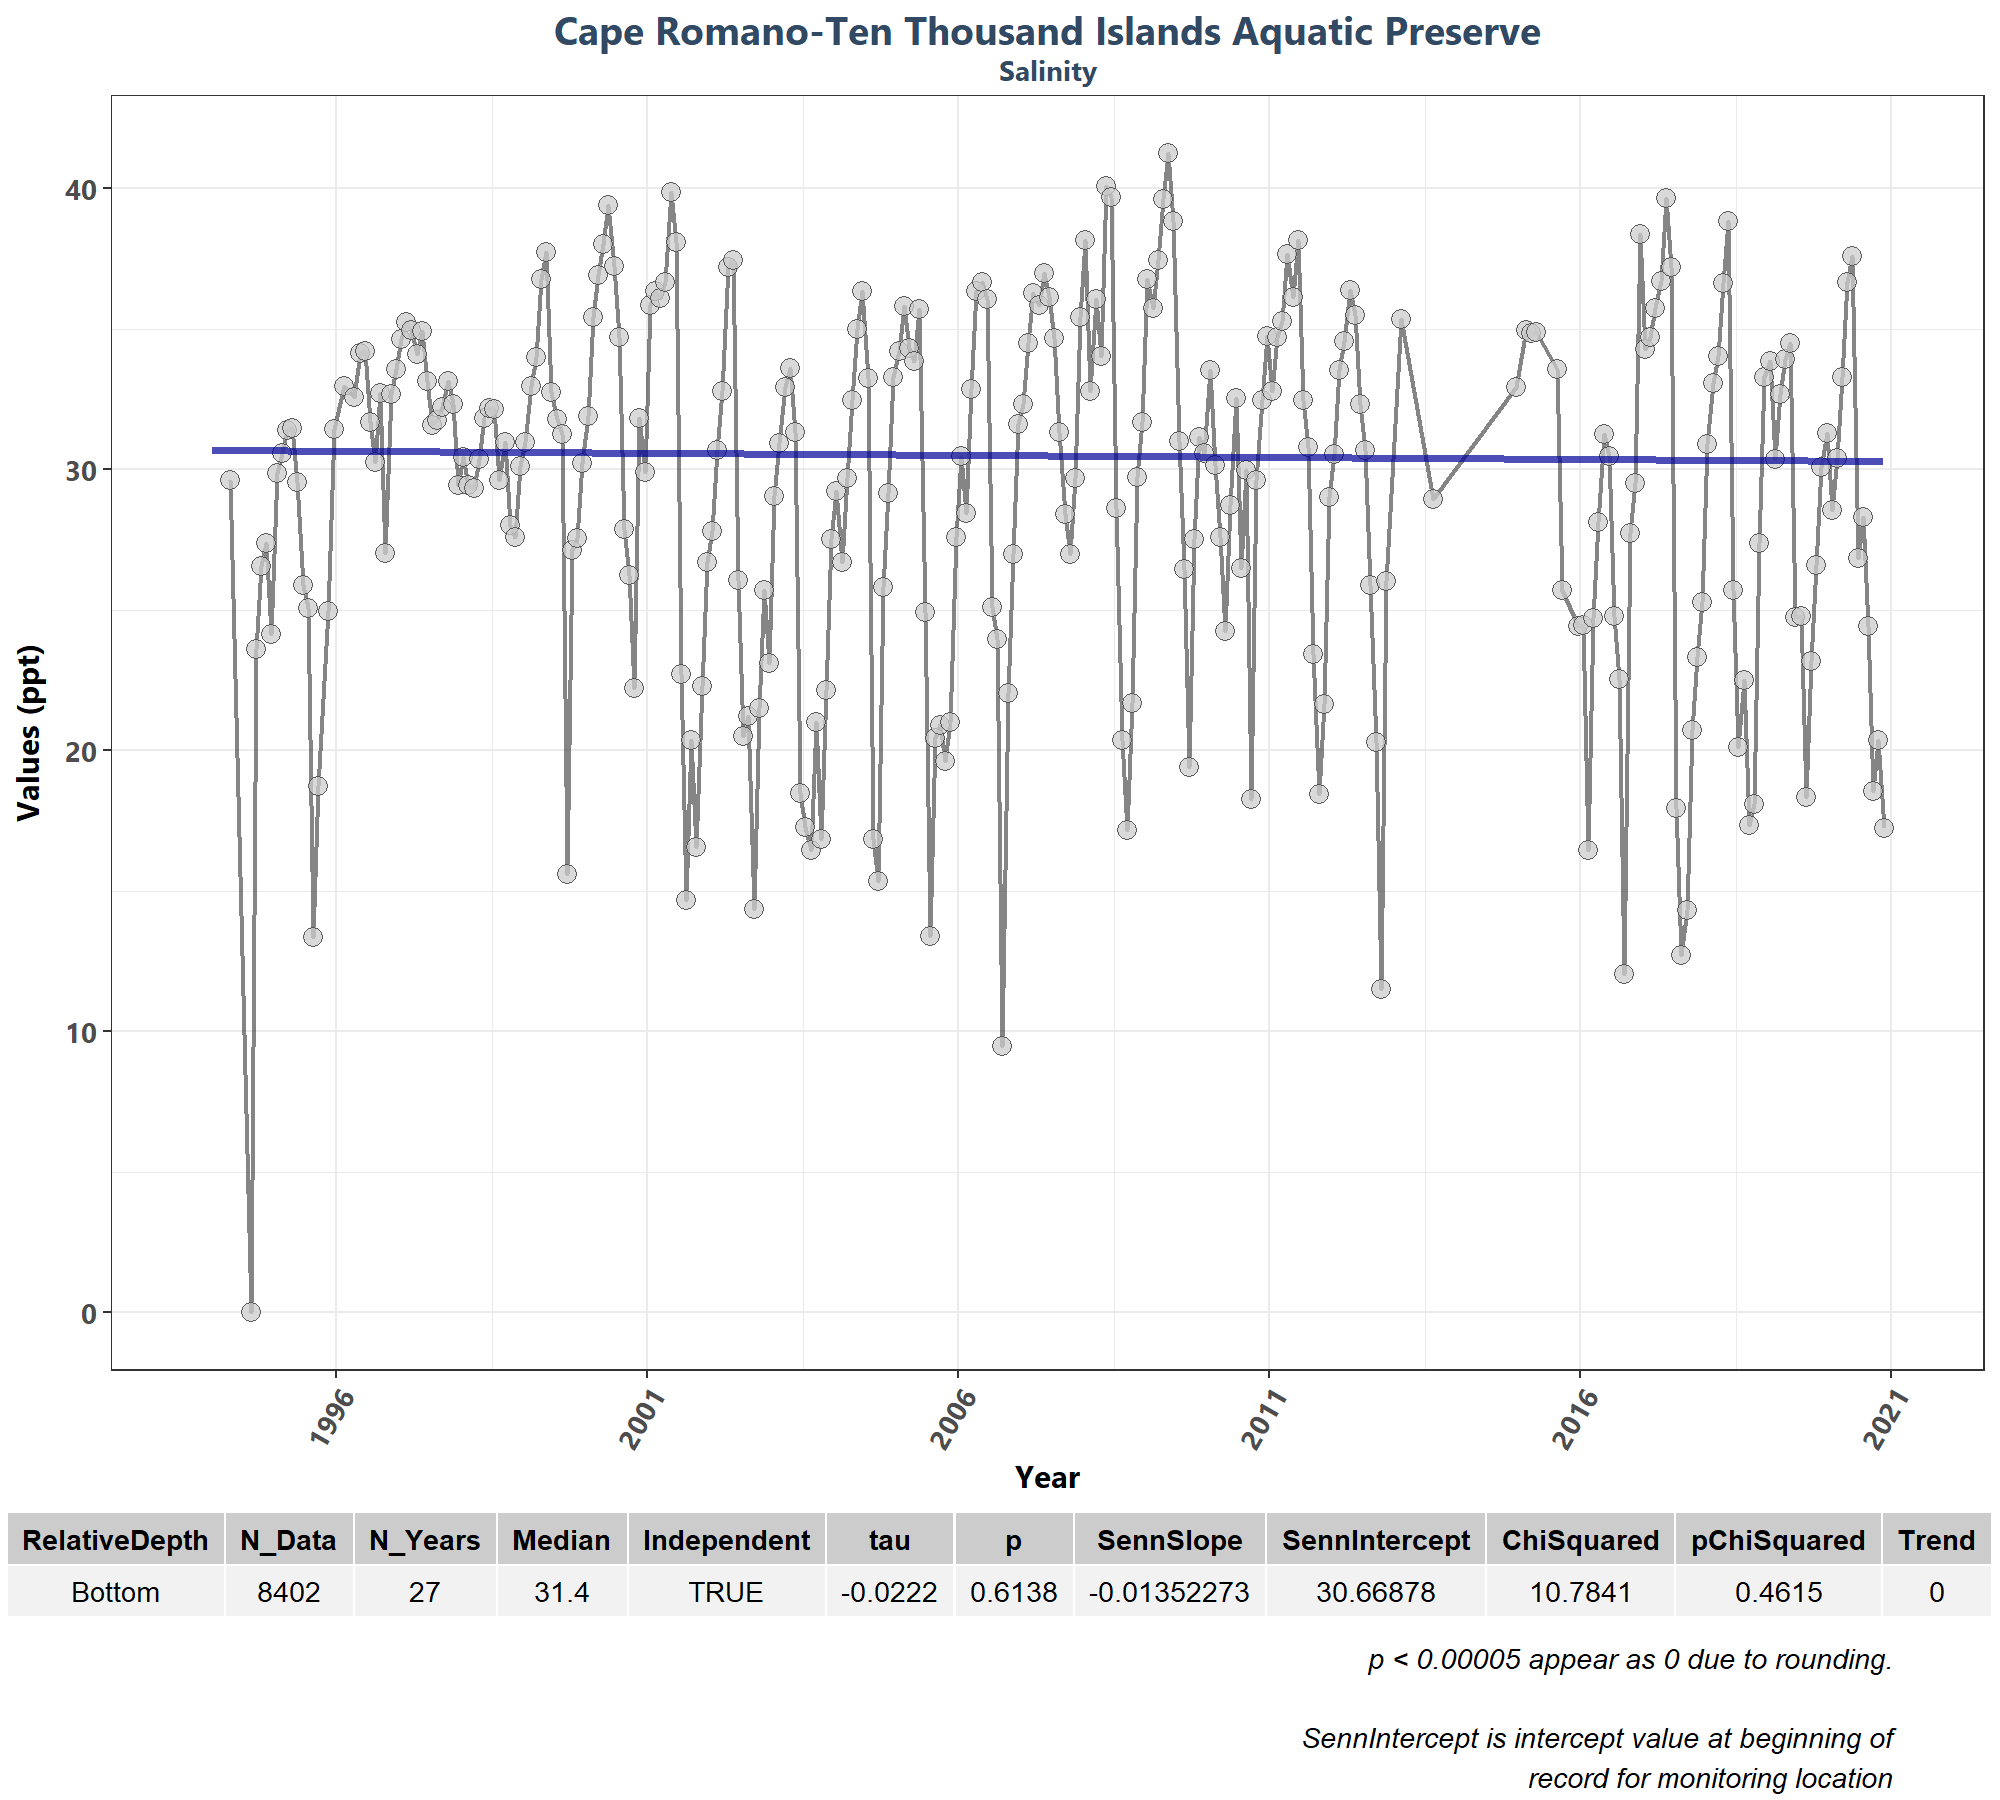 Cape Romano-Ten Thousand Islands Aquatic Preserve
Salinity
Values (ppt)
40
30
20
10
0
1996 2001 2006 2011 2016 2021
Year
RelativeDepth N_Data N_Years Median Independent tau p SennSlope SennIntercept ChiSquared pChiSquared Trend
Bottom 8402 27 31.4 TRUE -0.0222 0.6138 -0.01352273 30.66878 10.7841 0.4615 0
p < 0.00005 appear as 0 due to rounding.
SennIntercept is intercept value at beginning of
record for monitoring location